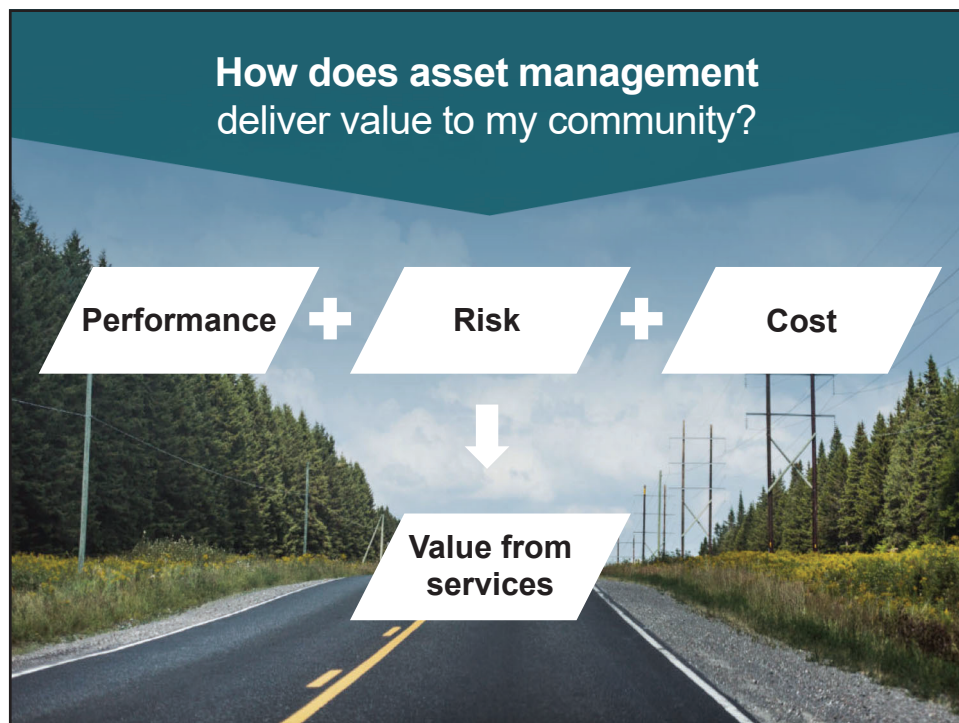 How does asset management
deliver value to my community?
Performance + Risk + Cost
Value from
services